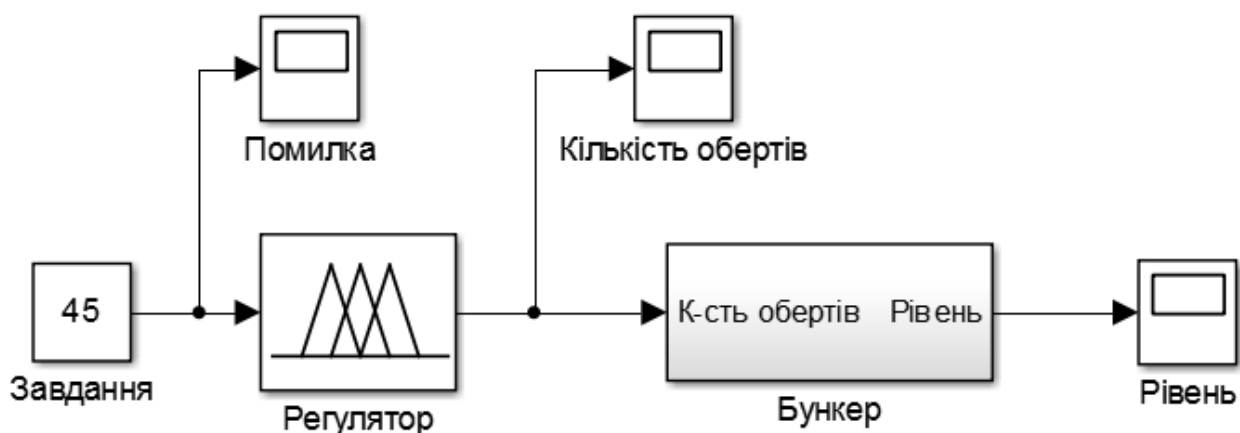 Помилка
Кількість обертів
45
К-сть обертів Рівень
Завдання
Регулятор
Бункер
Рівень